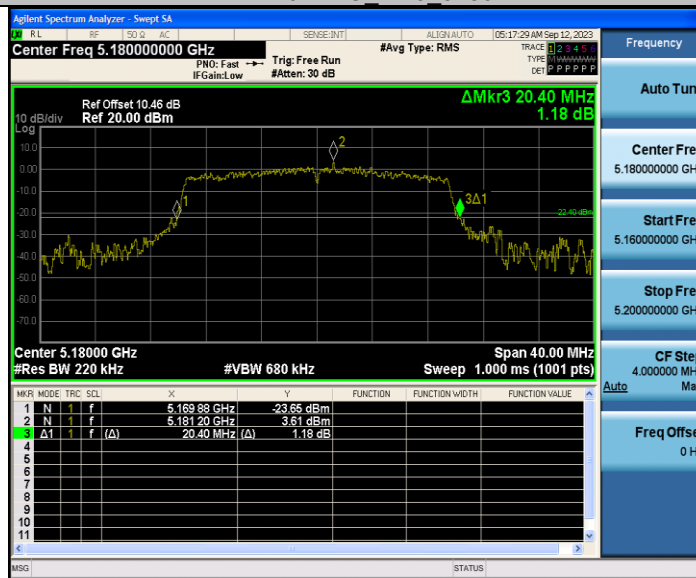 Agilent Spectrum Analyzer - Swept SA
RL RF 50 Ω AC SENSE:INT ALIGN AUTO 05:17:29 AM Sep 12, 2023
Center Freq 5.180000000 GHz #Avg Type: RMS TRACE 1 2 3 4 5 6
PNO: Fast Trig: Free Run TYPE
IFGain:Low #Atten: 30 dB DET P P P P P P
ΔMkr3 20.40 MHz
1.18 dB
Ref Offset 10.46 dB
10 dB/div Ref 20.00 dBm
Log
10.0
0.00
-10.0
-20.0
-30.0
-40.0
-50.0
-60.0
-70.0
1
2
3Δ1
-22.40 dBm
Center 5.18000 GHz Span 40.00 MHz
#Res BW 220 kHz #VBW 680 kHz Sweep 1.000 ms (1001 pts)
MKR MODE TRC SCL X Y FUNCTION FUNCTION WIDTH FUNCTION VALUE
1 N 1 f 5.169 88 GHz -23.65 dBm
2 N 1 f 5.181 20 GHz 3.61 dBm
3 Δ1 1 f (Δ) 20.40 MHz (Δ) 1.18 dB
4
5
6
7
8
9
10
11
MSG STATUS
Frequency
Auto Tun
Center Fre
5.180000000 GH
Start Fre
5.160000000 GH
Stop Fre
5.200000000 GH
CF Step
4.000000 MH
Auto Ma
Freq Offse
0 H